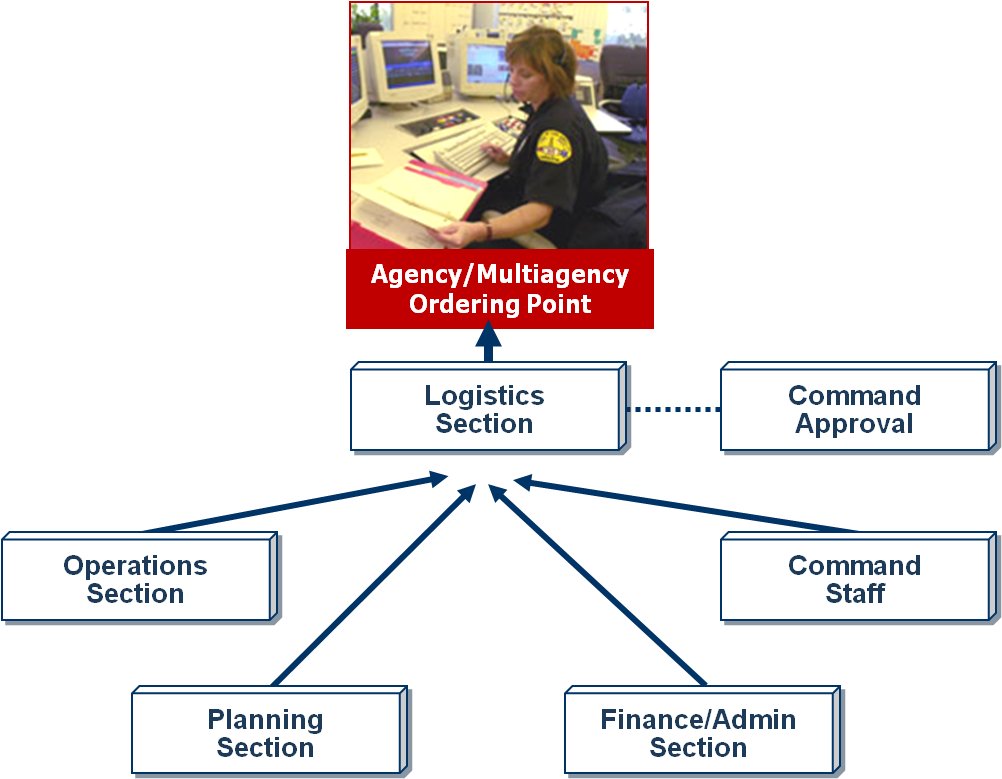 Agency/Multiagency
Ordering Point
Logistics
Section
Command
Approval
Operations
Section
Command
Staff
Planning
Section
Finance/Admin
Section